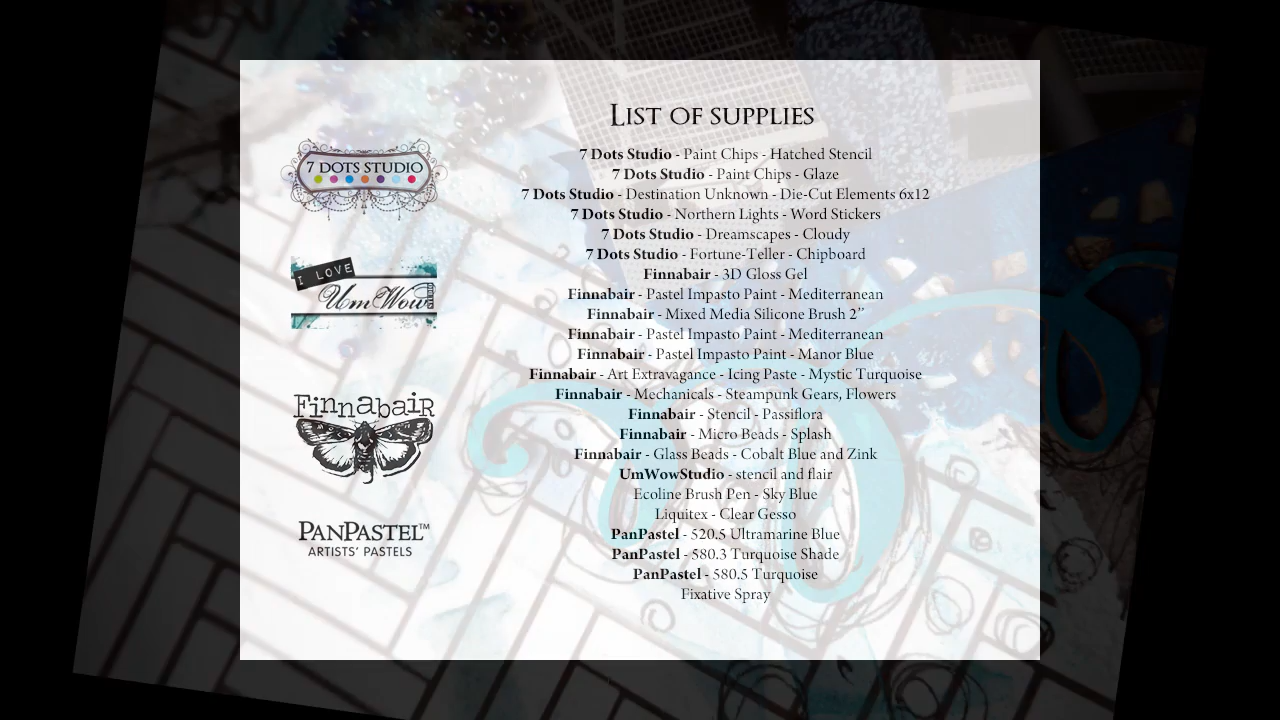 LIST OF SUPPLIES
7 Dots Studio - Paint Chips - Hatched Stencil
7 Dots Studio - Paint Chips - Glaze
7 Dots Studio - Destination Unknown - Die-Cut Elements 6x12
7 Dots Studio - Northern Lights - Word Stickers
7 Dots Studio - Dreamscapes - Cloudy
7 Dots Studio - Fortune-Teller - Chipboard
Finnabair - 3D Gloss Gel
Finnabair - Pastel Impasto Paint - Mediterranean
Finnabair - Mixed Media Silicone Brush 2’’
Finnabair - Pastel Impasto Paint - Mediterranean
Finnabair - Pastel Impasto Paint - Manor Blue
Finnabair - Art Extravagance - Icing Paste - Mystic Turquoise
Finnabair - Mechanicals - Steampunk Gears, Flowers
Finnabair - Stencil - Passiflora
Finnabair - Micro Beads - Splash
Finnabair - Glass Beads - Cobalt Blue and Zink
UmWowStudio - stencil and flair
Ecoline Brush Pen - Sky Blue
Liquitex - Clear Gesso
PanPastel - 520.5 Ultramarine Blue
PanPastel - 580.3 Turquoise Shade
PanPastel - 580.5 Turquoise
Fixative Spray
7 DOTS STUDIO
I LOVE
UmWow
FinnabaiR
PANPASTEL™
ARTISTS’ PASTELS